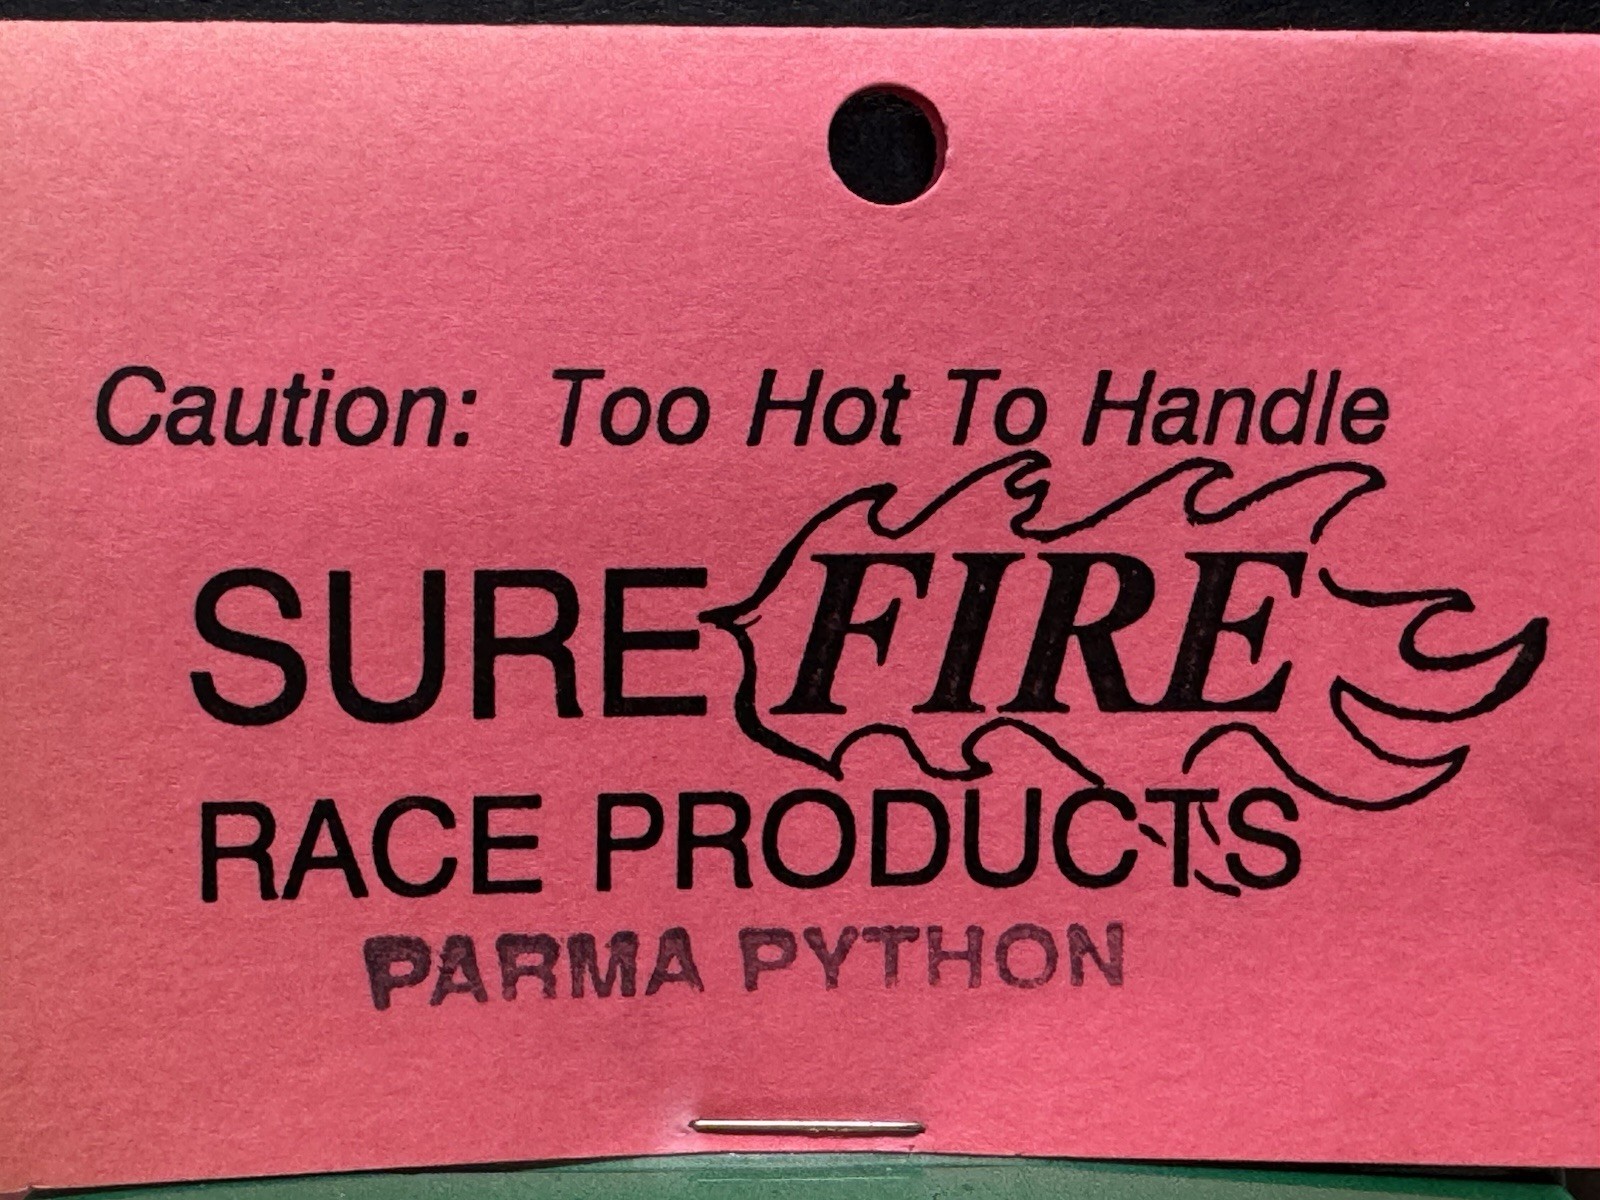 Caution: Too Hot To Handle
SURE FIRE
RACE PRODUCTS
PARMA PYTHON